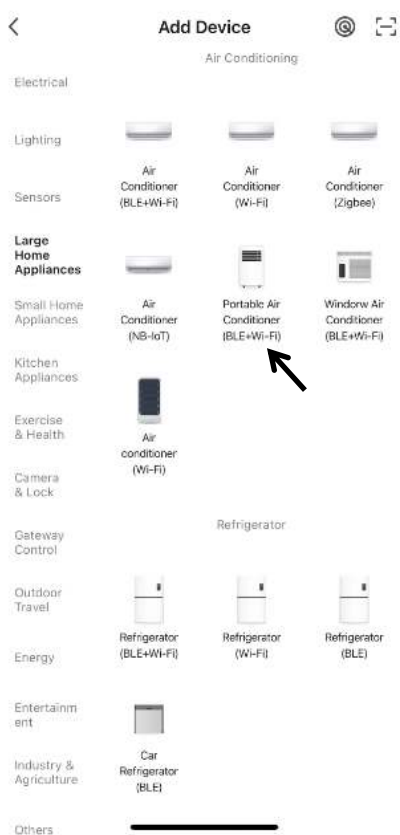 Add Device
Electrical
Lighting
Sensors
Large
Home
Appliances
Small Home
Appliances
Kitchen
Appliances
Exercise
& Health
Camera
& Lock
Gateway
Control
Outdoor
Travel
Energy
Entertainm
ent
Industry &
Agriculture
Others
Air Conditioning
Air
Conditioner
(BLE+Wi-Fi)
Air
Conditioner
(Wi-Fi)
Air
Conditioner
(Zigbee)
Air
Conditioner
(NB-IoT)
Portable Air
Conditioner
(BLE+Wi-Fi)
Windorw Air
Conditioner
(BLE+Wi-Fi)
Air
conditioner
(Wi-Fi)
Refrigerator
Refrigerator
(BLE+Wi-Fi)
Refrigerator
(Wi-Fi)
Refrigerator
(BLE)
Car
Refrigerator
(BLE)